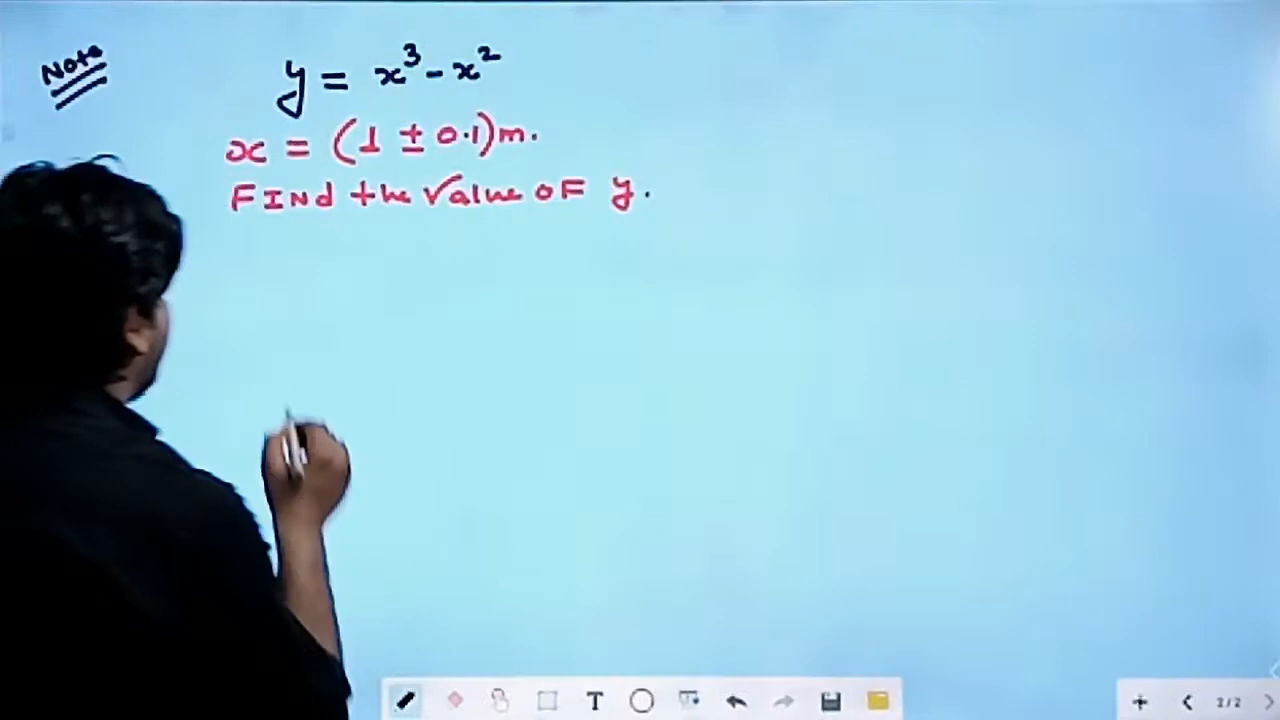 Note
y = x³ - x²
x = (1 ± 0.1)m.
FINd the Value OF y.
T
2/2